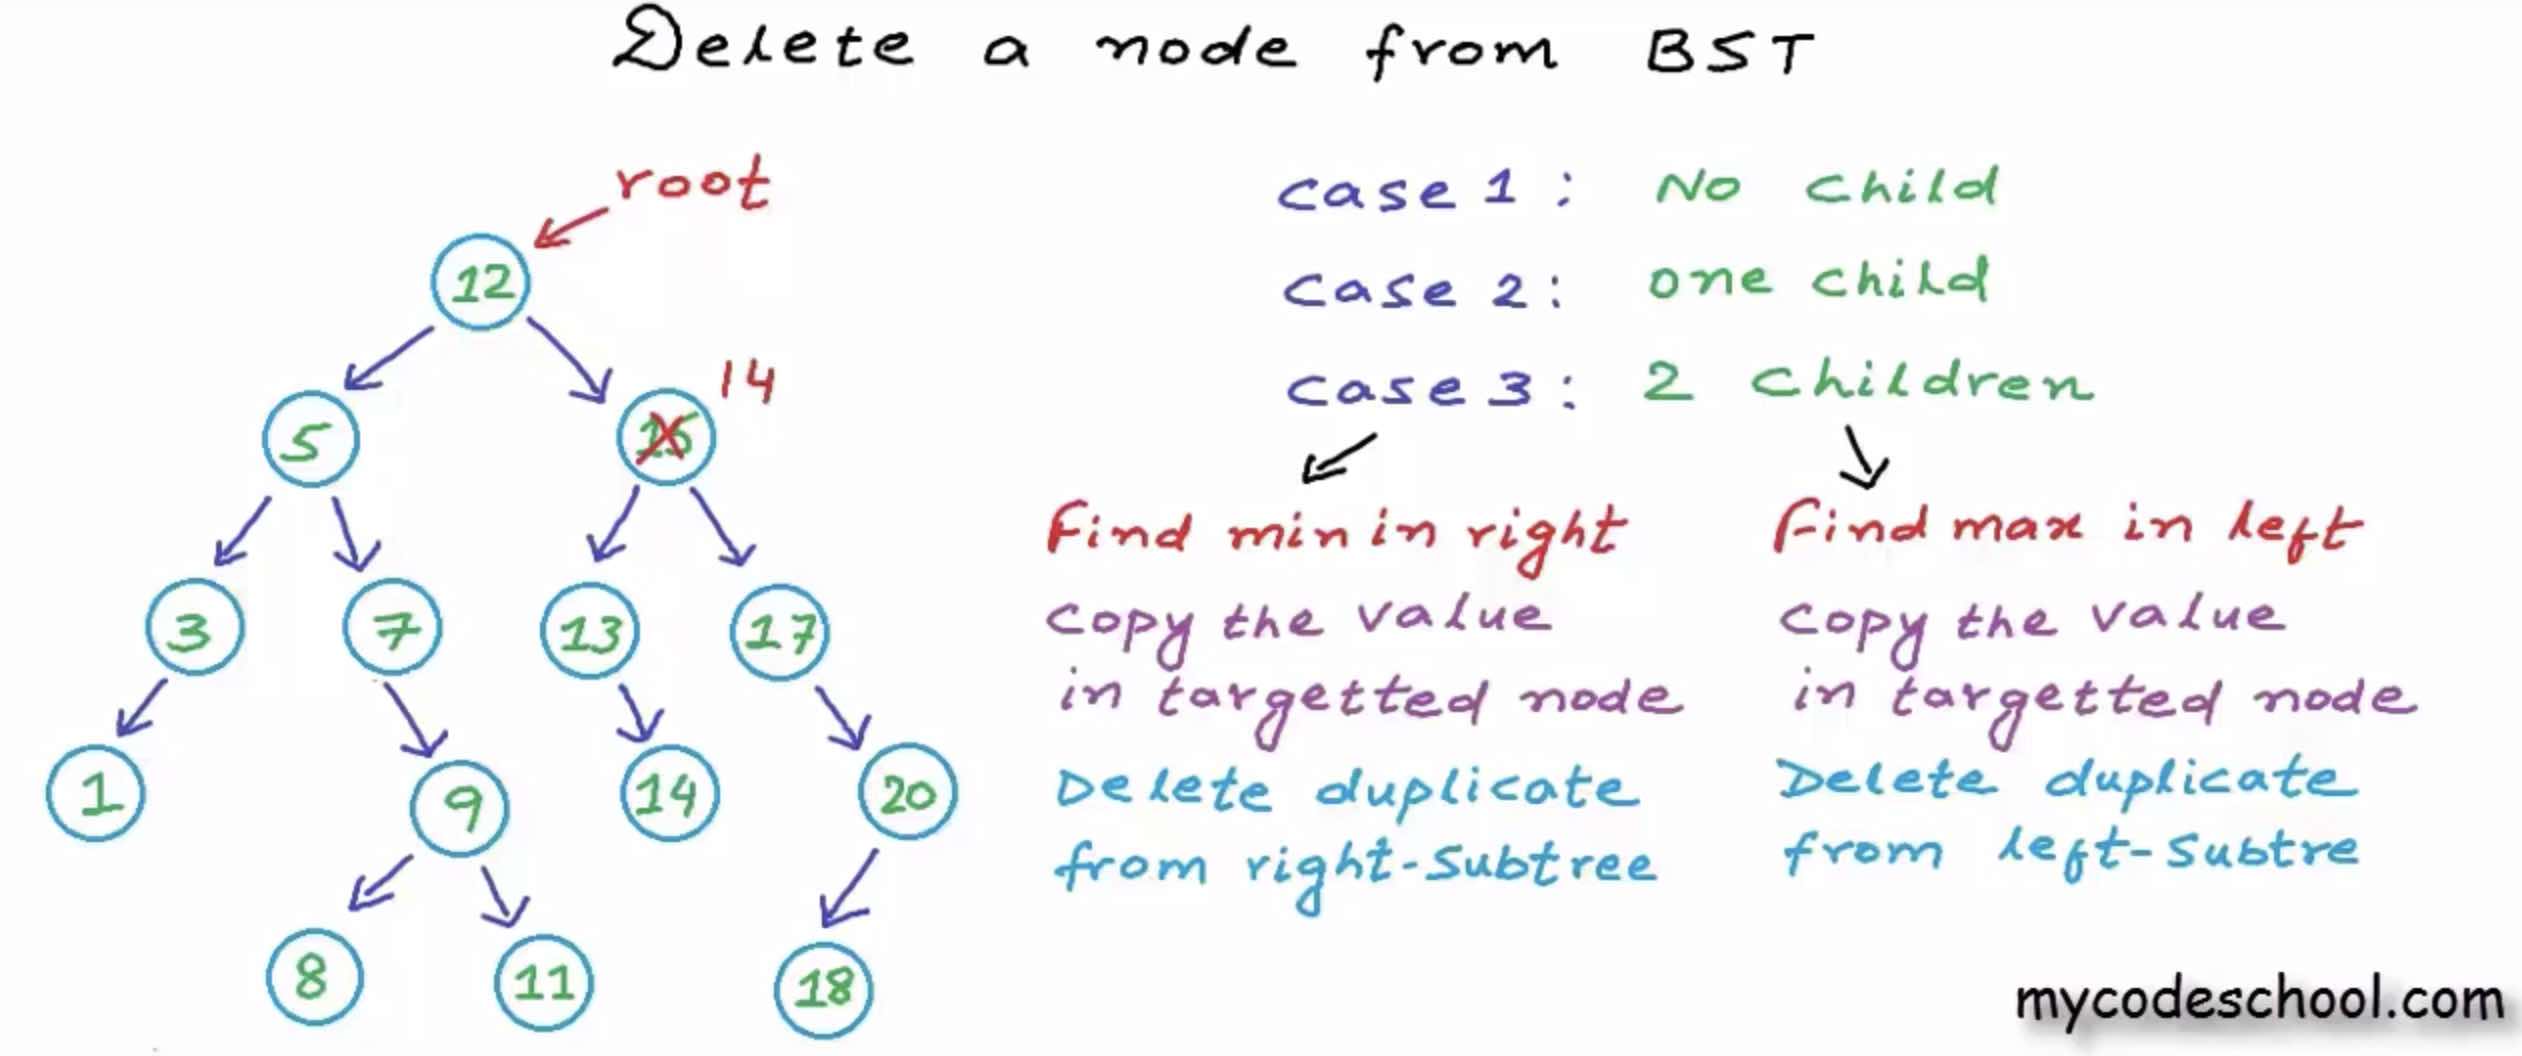 Delete a node from BST
root
12
14
5
15
3
7
13
17
1
9
14
20
8
11
18
case 1 : No child
case 2 : one child
case 3 : 2 children
Find min in right
Copy the value
in targetted node
Delete duplicate
from right-subtree
Find max in left
Copy the value
in targetted node
Delete duplicate
from left-subtre
mycodeschool.com